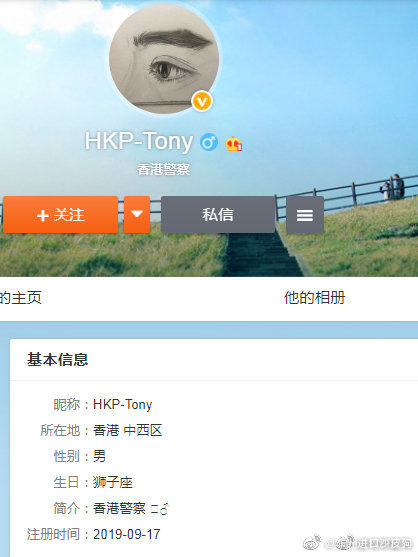 HKP-Tony
香港警察
+关注
私信
的主页
他的相册
基本信息
昵称：HKP-Tony
所在地：香港 中西区
性别：男
生日：狮子座
简介：香港警察 □♂
注册时间：2019-09-17